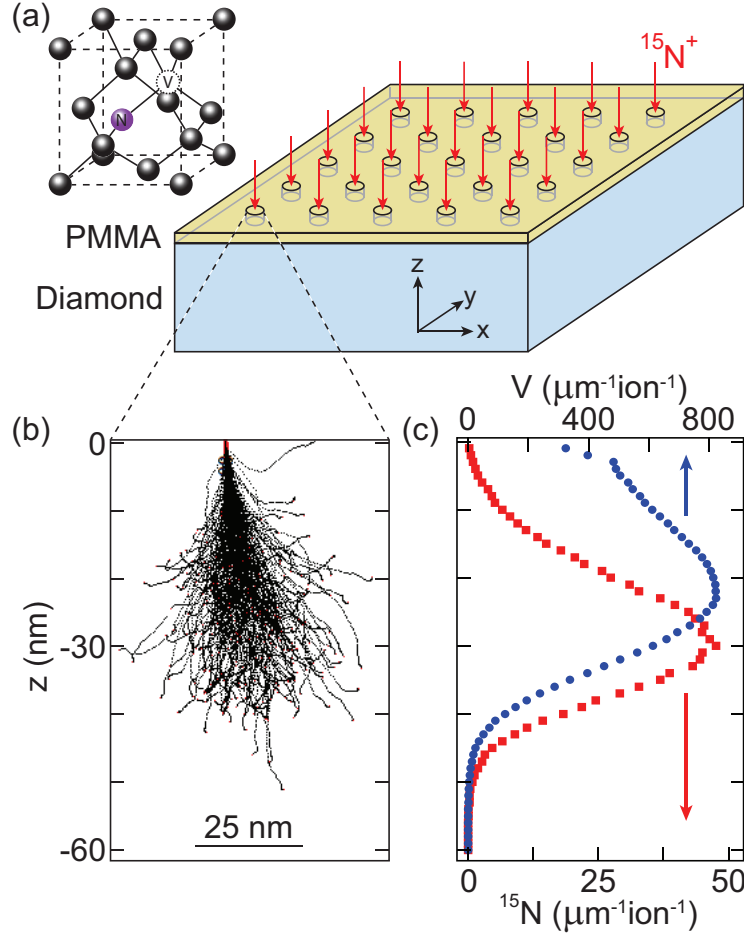 (a)
V
N
¹⁵N⁺
PMMA
Diamond
z
y
x
(b)
(c)
V (μm⁻¹ion⁻¹)
0 400 800
0
-30
-60
z (nm)
25 nm
0 25 50
¹⁵N (μm⁻¹ion⁻¹)